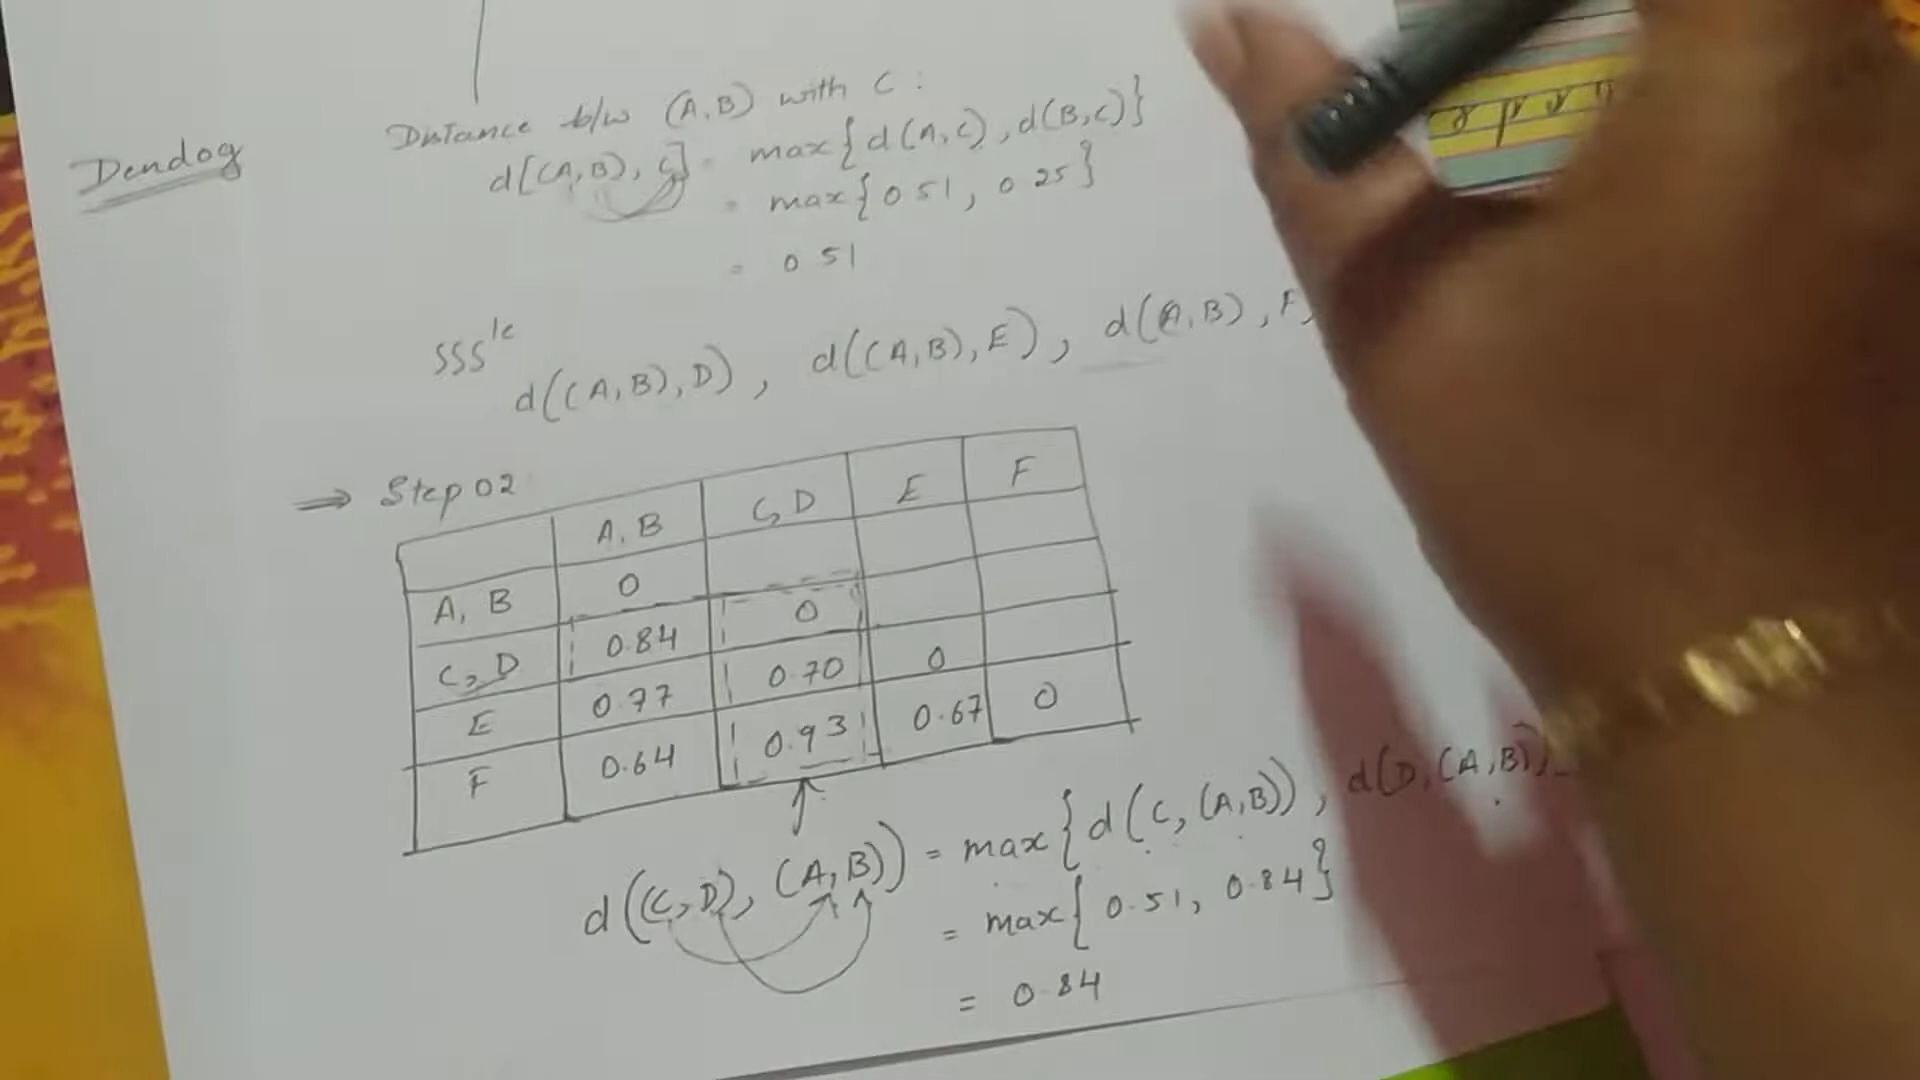 Dendog
Distance b/w (A,B) with C :
d[(A,B), C] = max{d(A,C), d(B,C)}
= max{0.51, 0.25}
= 0.51
SSS'le
d((A,B),D), d((A,B),E), d(A,B), F)
⇒ Step 02
A, B C, D E F
A, B 0
C, D 0.84 0
E 0.77 0.70 0
F 0.64 0.93 0.67 0
d((C,D), (A,B)) = max{d(C,(A,B)), d(D,(A,B))
= max{0.51, 0.84}
= 0.84